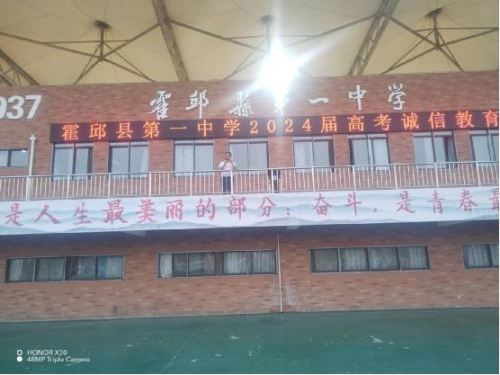 937
霍邱县第一中学
霍邱县第一中学2024届高考诚信教育
是人生最美丽的部分；奋斗，是青春最
HONOR X30
48MP Triple Camera